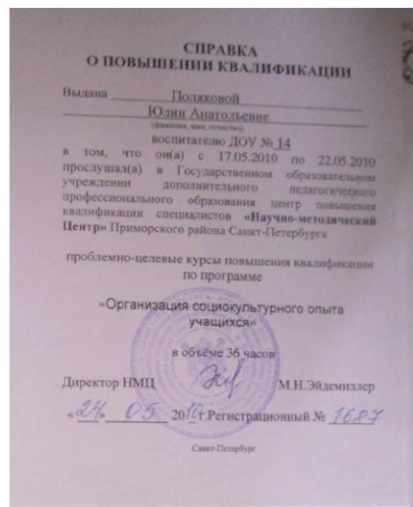 СПРАВКА
О ПОВЫШЕНИИ КВАЛИФИКАЦИИ
Выдана Поляковой
Юлии Анатольевне
(фамилия, имя, отчество)
воспитателю ДОУ № 14
в том, что он(а) с 17.05.2010 по 22.05.2010
прослушал(а) в Государственном образовательном
учреждении дополнительного педагогического
профессионального образования центр повышения
квалификации специалистов «Научно-методический
Центр» Приморского района Санкт-Петербурга
проблемно-целевые курсы повышения квалификации
по программе
«Организация социокультурного опыта
учащихся»
в объеме 36 часов
Директор НМЦ М.Н.Эйдемиллер
«24» 05 2010 г.Регистрационный № 1687
Санкт-Петербург